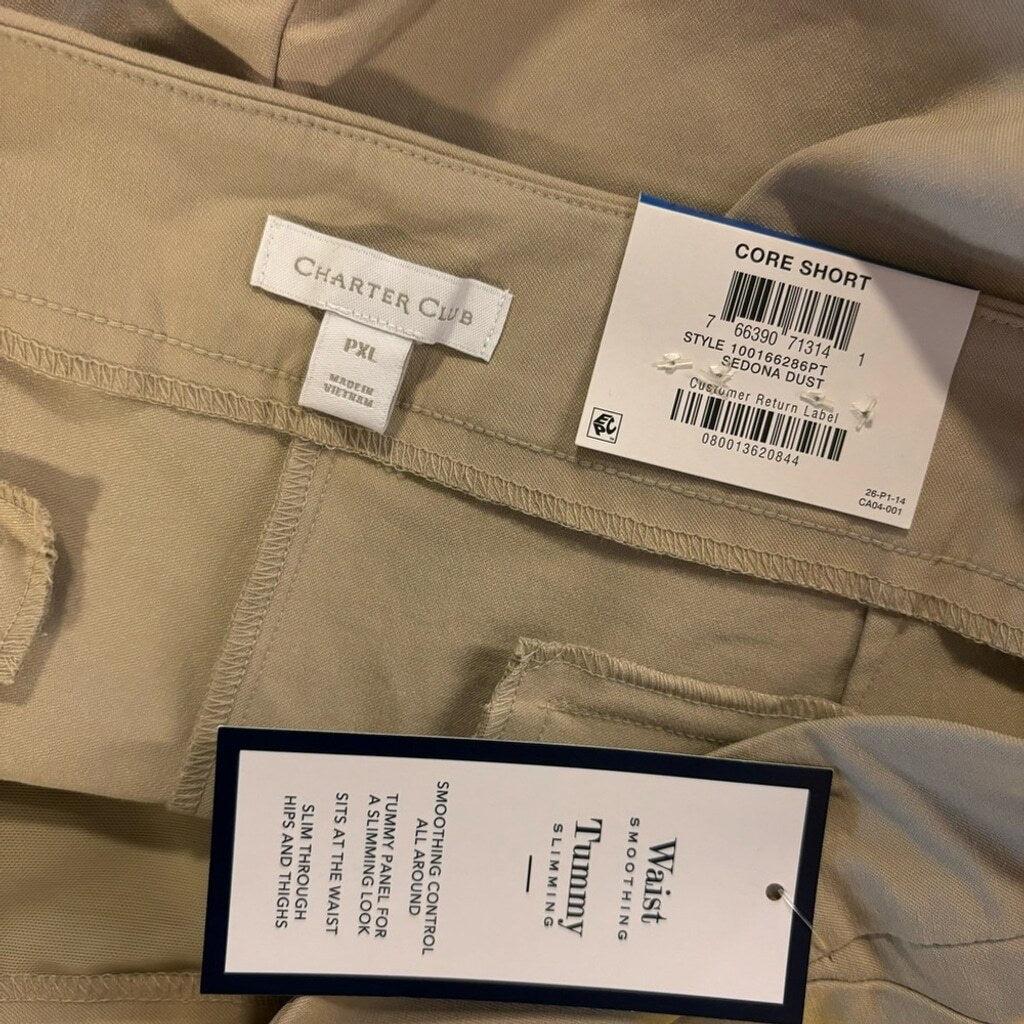 CHARTER CLUB
PXL
MADE IN
VIETNAM
CORE SHORT
7 66390 71314 1
STYLE 100166286PT
SEDONA DUST
Customer Return Label
080013620844
26-P1-14
CA04-001
Waist
SMOOTHING
Tummy
SLIMMING
SMOOTHING CONTROL
ALL AROUND
TUMMY PANEL FOR
A SLIMMING LOOK
SITS AT THE WAIST
SLIM THROUGH
HIPS AND THIGHS